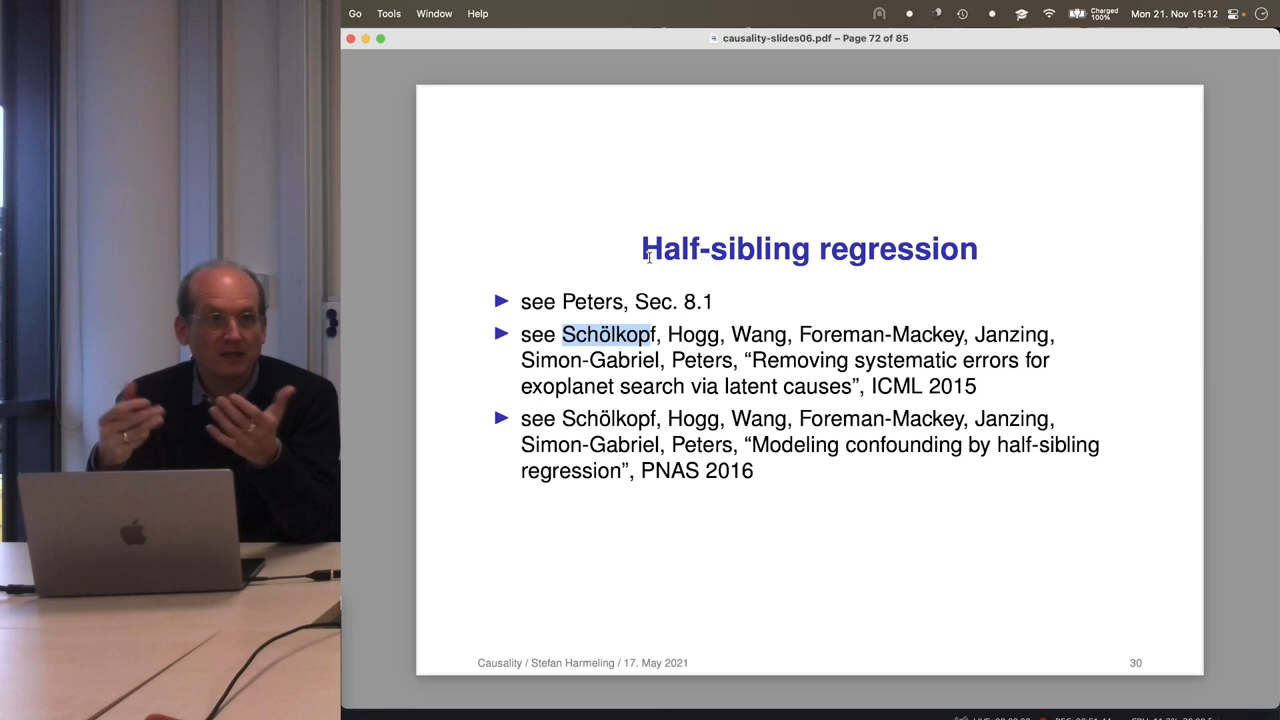 Go Tools Window Help Charged 100% Mon 21. Nov 15:12
causality-slides06.pdf – Page 72 of 85
Half-sibling regression
see Peters, Sec. 8.1
see Schölkopf, Hogg, Wang, Foreman-Mackey, Janzing,
Simon-Gabriel, Peters, “Removing systematic errors for
exoplanet search via latent causes”, ICML 2015
see Schölkopf, Hogg, Wang, Foreman-Mackey, Janzing,
Simon-Gabriel, Peters, “Modeling confounding by half-sibling
regression”, PNAS 2016
Causality / Stefan Harmeling / 17. May 2021 30